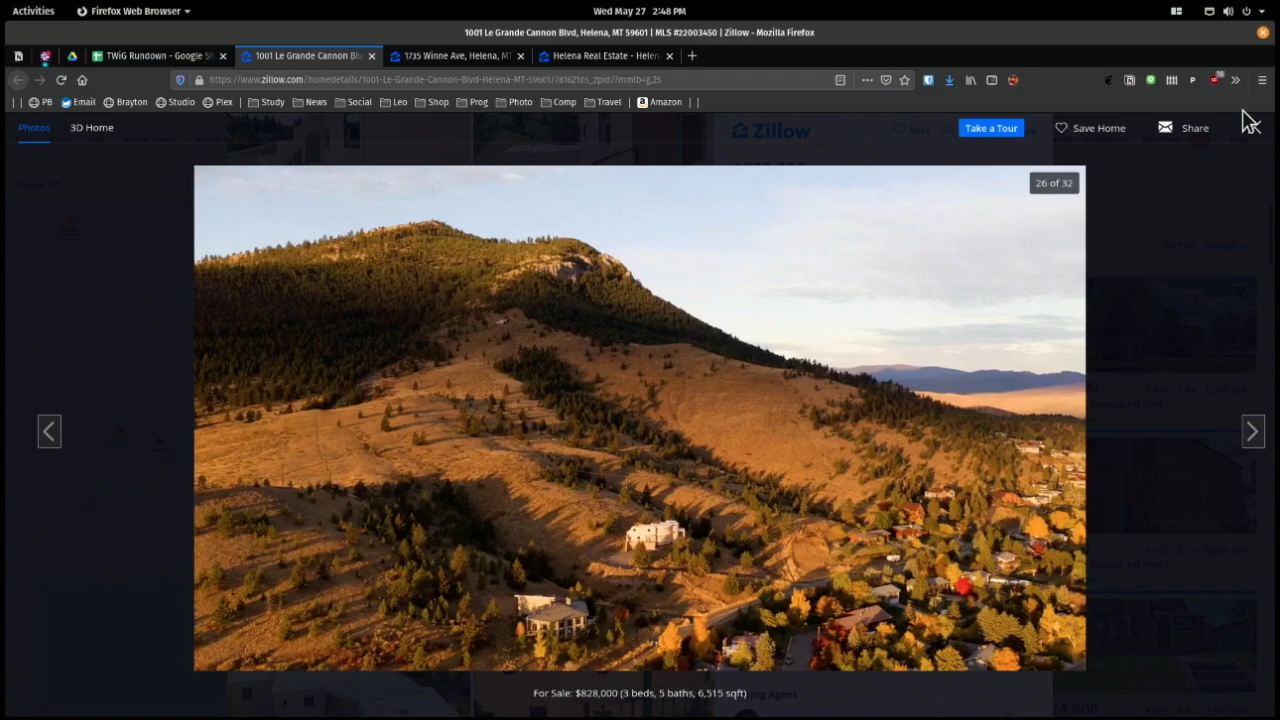 Activities Firefox Web Browser Wed May 27 2:48 PM
1001 Le Grande Cannon Blvd, Helena, MT 59601 | MLS #22003450 | Zillow - Mozilla Firefox
TWiG Rundown - Google Sh 1001 Le Grande Cannon Bl 1735 Winne Ave, Helena, MT Helena Real Estate - Helen
https://www.zillow.com/homedetails/1001-Le-Grande-Cannon-Blvd-Helena-MT-59601/78162105_zpid/?mmlb=g,25
PB Email Brayton Studio Plex Study News Social Leo Shop Prog Photo Comp Travel Amazon
Photos 3D Home Zillow Save Take a Tour Save Home Share
26 of 32
For Sale: $828,000 (3 beds, 5 baths, 6,515 sqft)